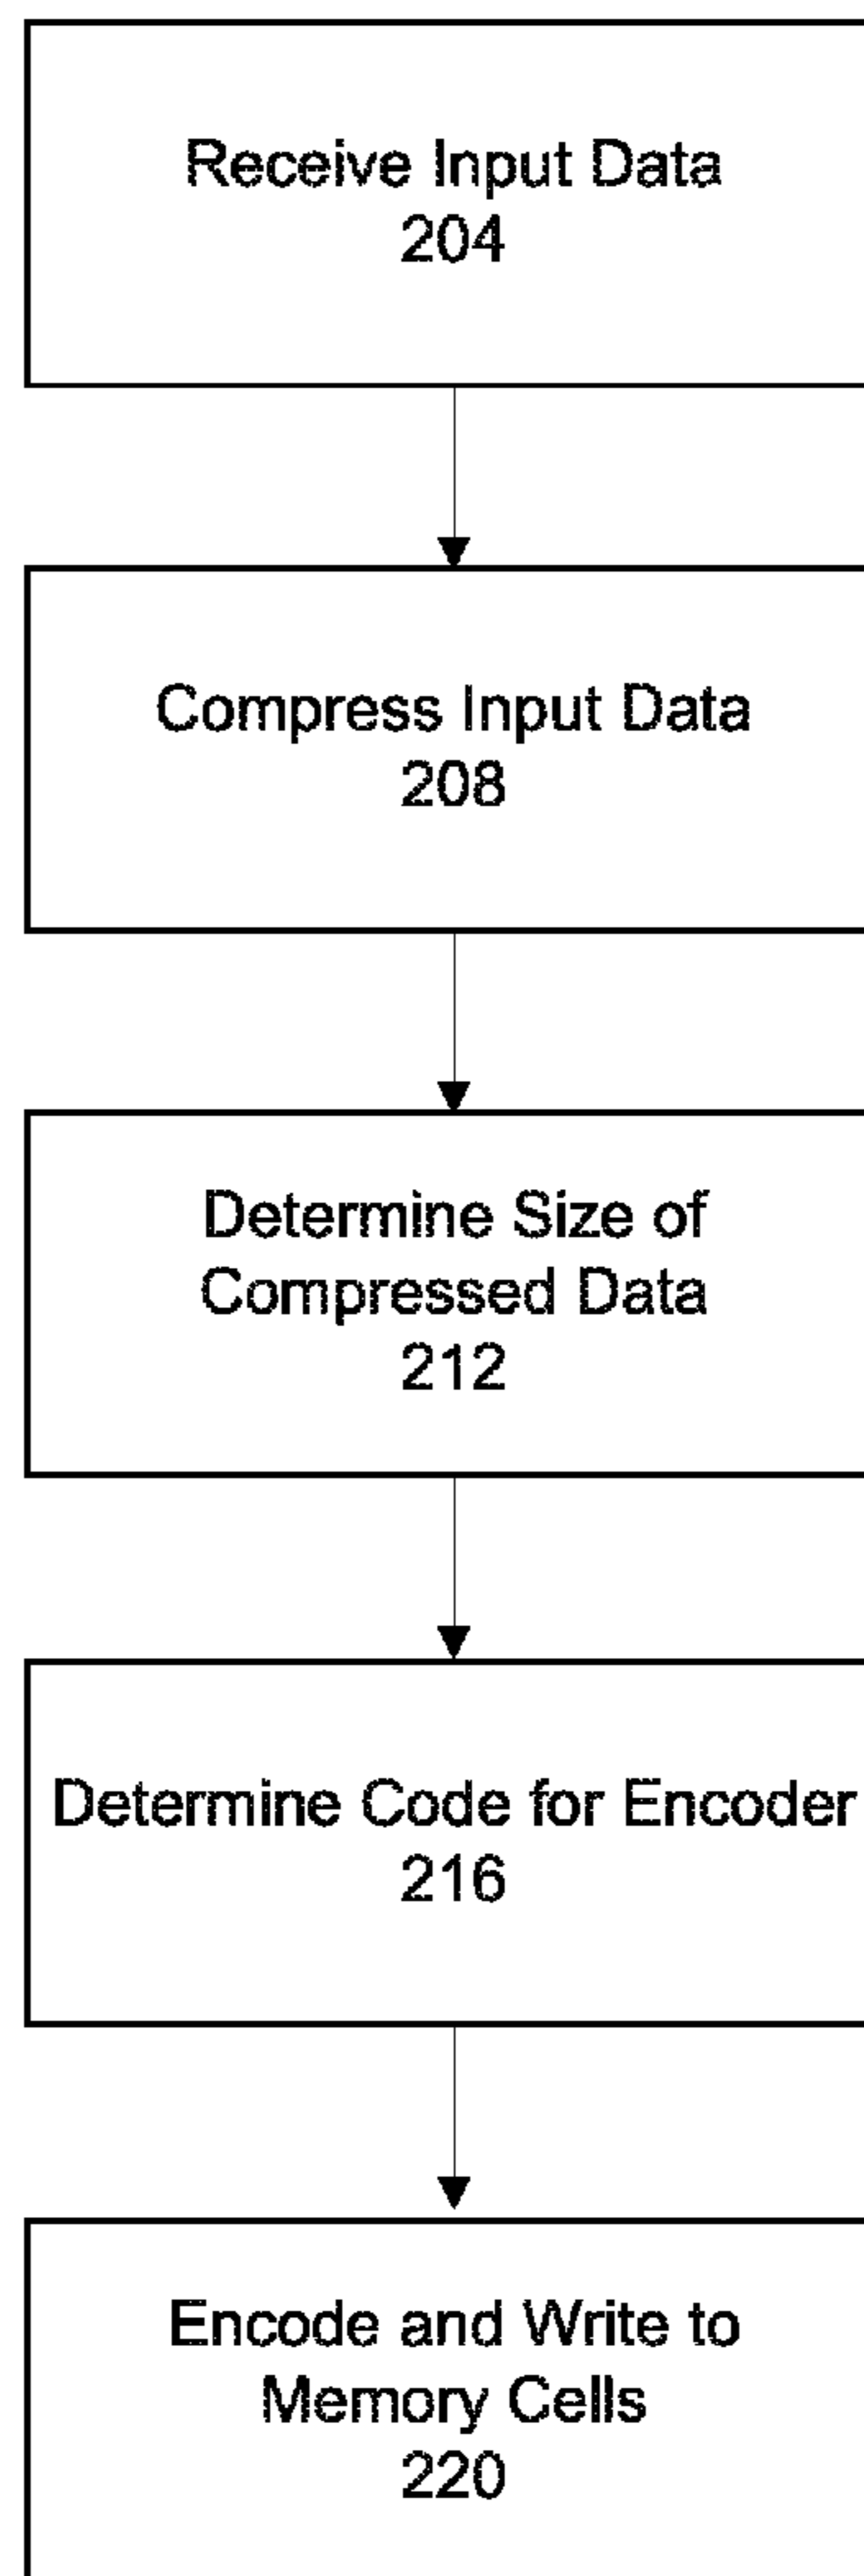 Receive Input Data
204
Compress Input Data
208
Determine Size of
Compressed Data
212
Determine Code for Encoder
216
Encode and Write to
Memory Cells
220